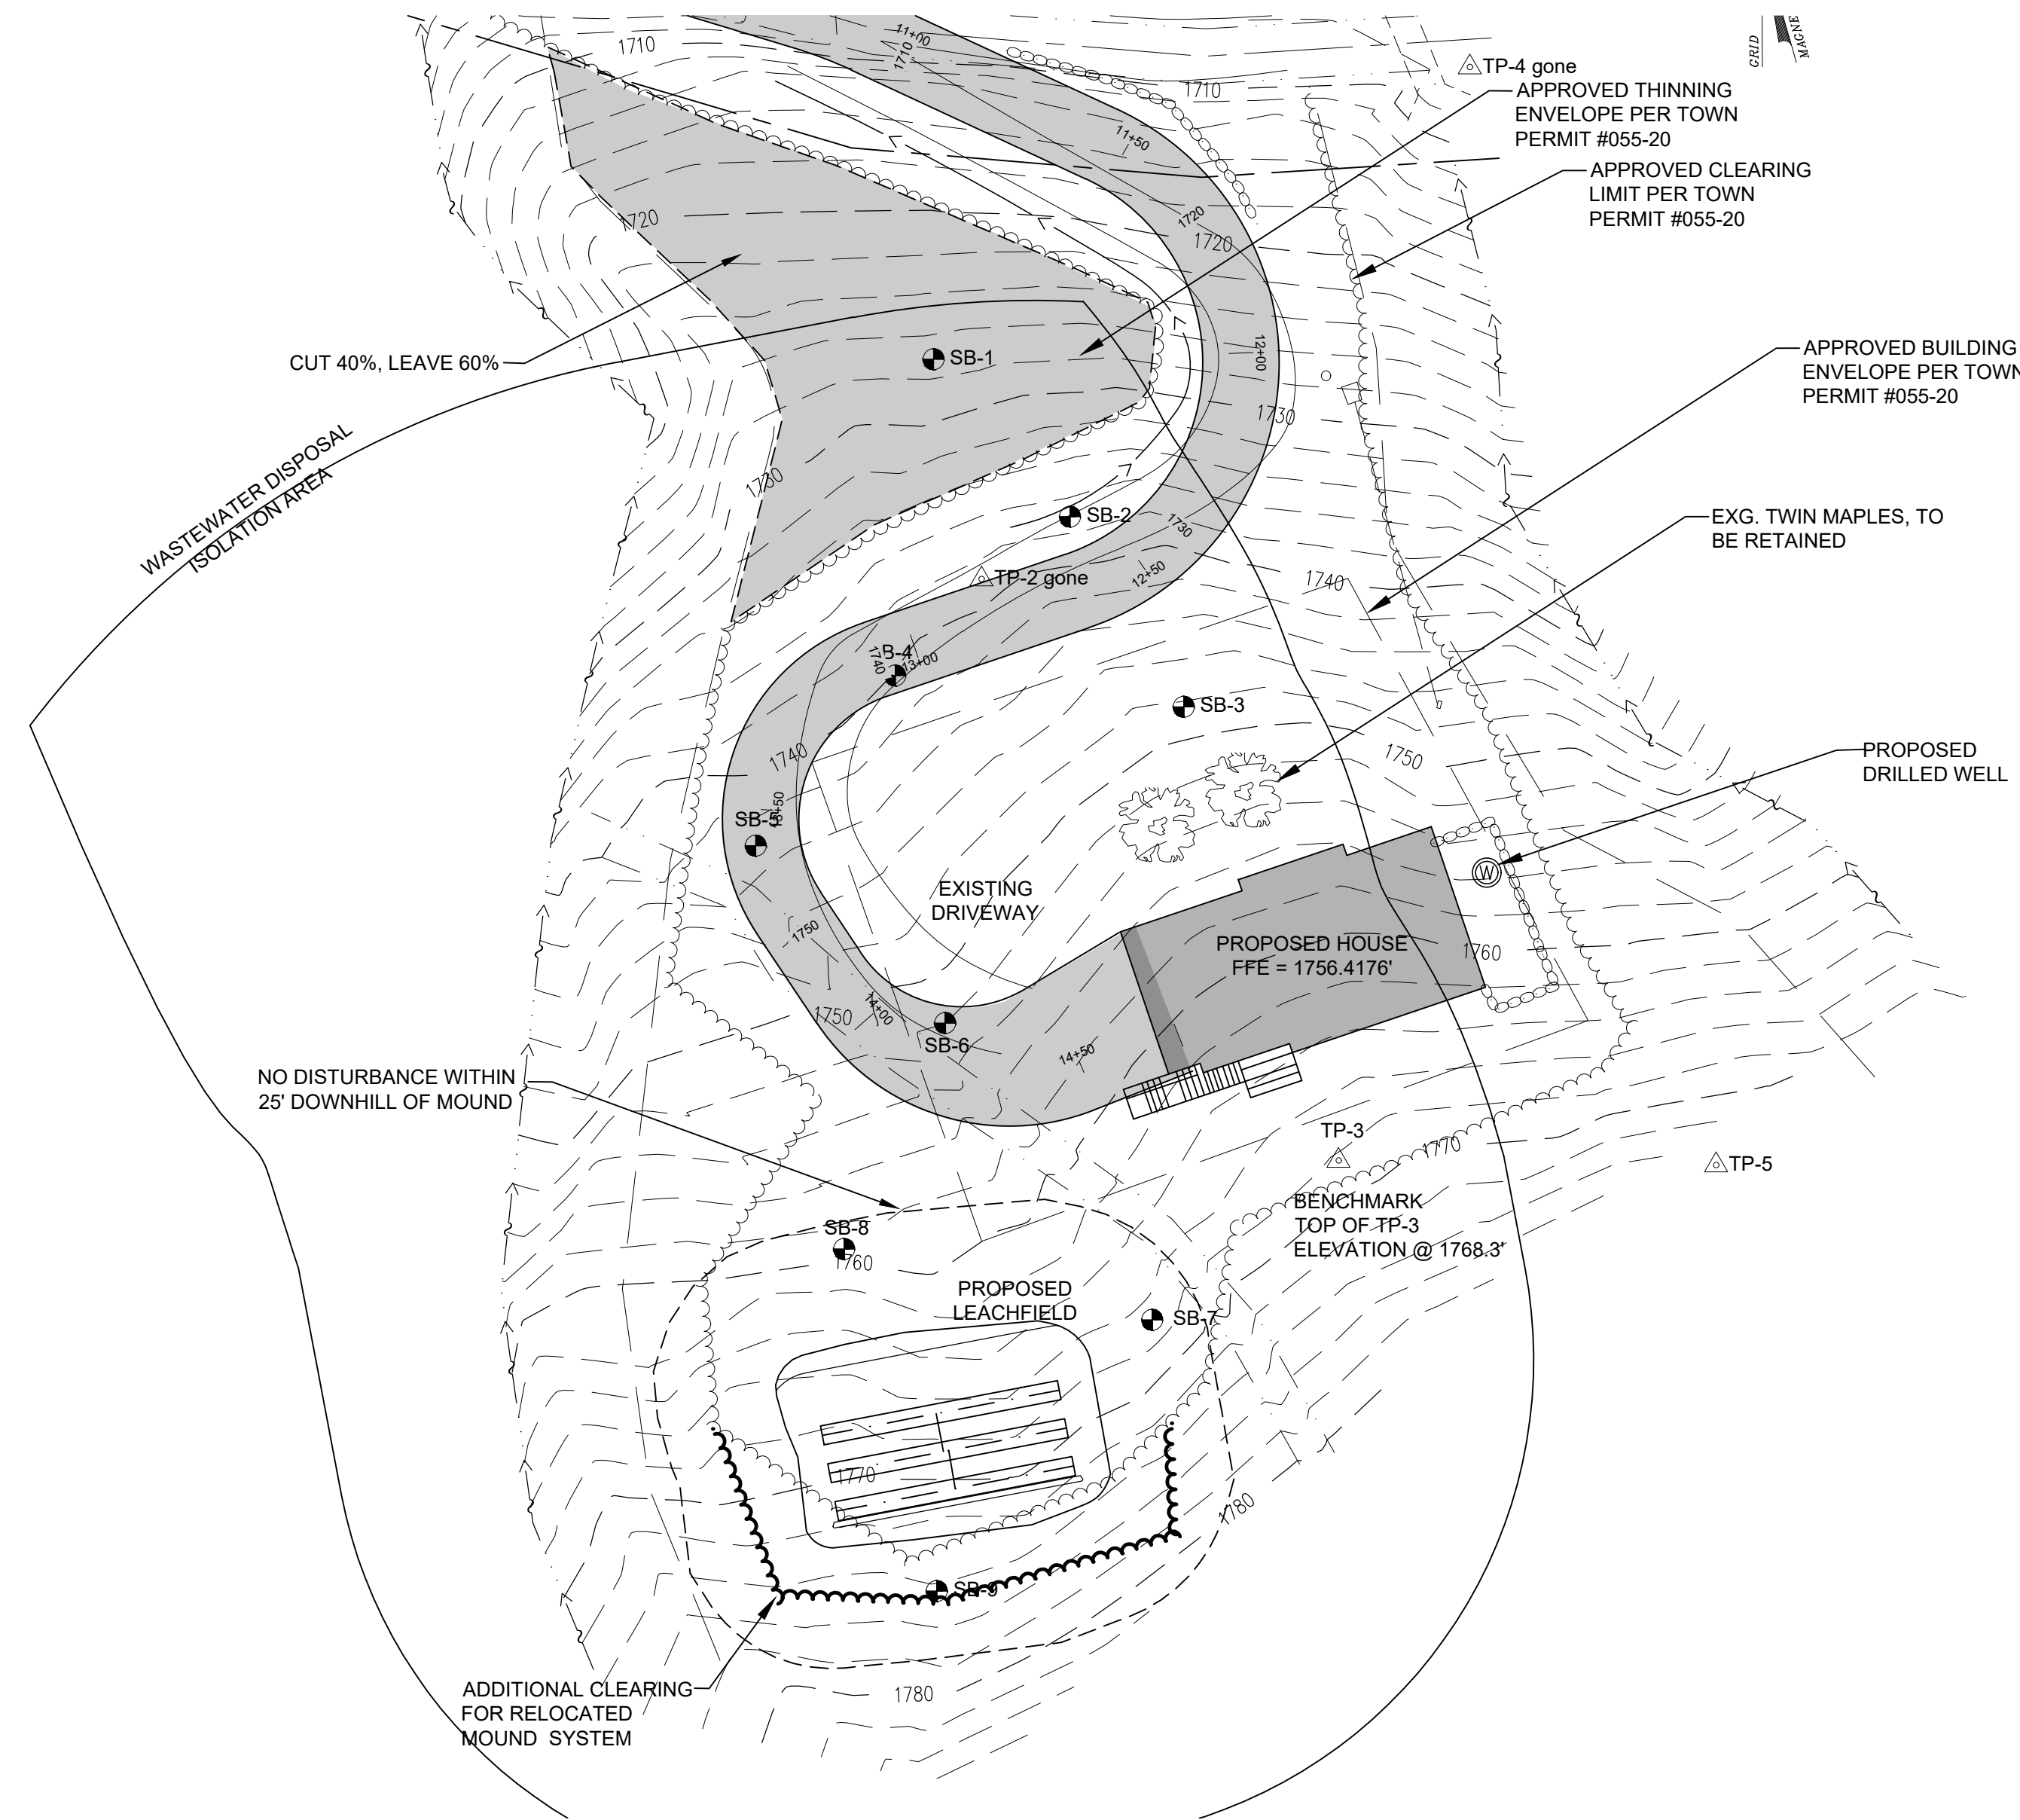 GRID
MAGNE
1710
11+00
1710
TP-4 gone
1710
APPROVED THINNING
ENVELOPE PER TOWN
PERMIT #055-20
11+50
APPROVED CLEARING
LIMIT PER TOWN
PERMIT #055-20
1720
1720
1720
CUT 40%, LEAVE 60%
SB-1
12+00
APPROVED BUILDING
ENVELOPE PER TOWN
PERMIT #055-20
1730
WASTEWATER DISPOSAL
ISOLATION AREA
1730
SB-2
1730
EXG. TWIN MAPLES, TO
BE RETAINED
TP-2 gone
12+50
1740
B-4
1740
13+00
SB-3
1740
1750
PROPOSED
DRILLED WELL
13+50
SB-5
W
EXISTING
DRIVEWAY
1750
PROPOSED HOUSE
FFE = 1756.4176'
1760
1750
14+00
SB-6
14+50
NO DISTURBANCE WITHIN
25' DOWNHILL OF MOUND
TP-3
1770
TP-5
BENCHMARK
TOP OF TP-3
ELEVATION @ 1768.3'
SB-8
1760
PROPOSED
LEACHFIELD
SB-7
1770
1780
SB-9
ADDITIONAL CLEARING
FOR RELOCATED
MOUND SYSTEM
1780